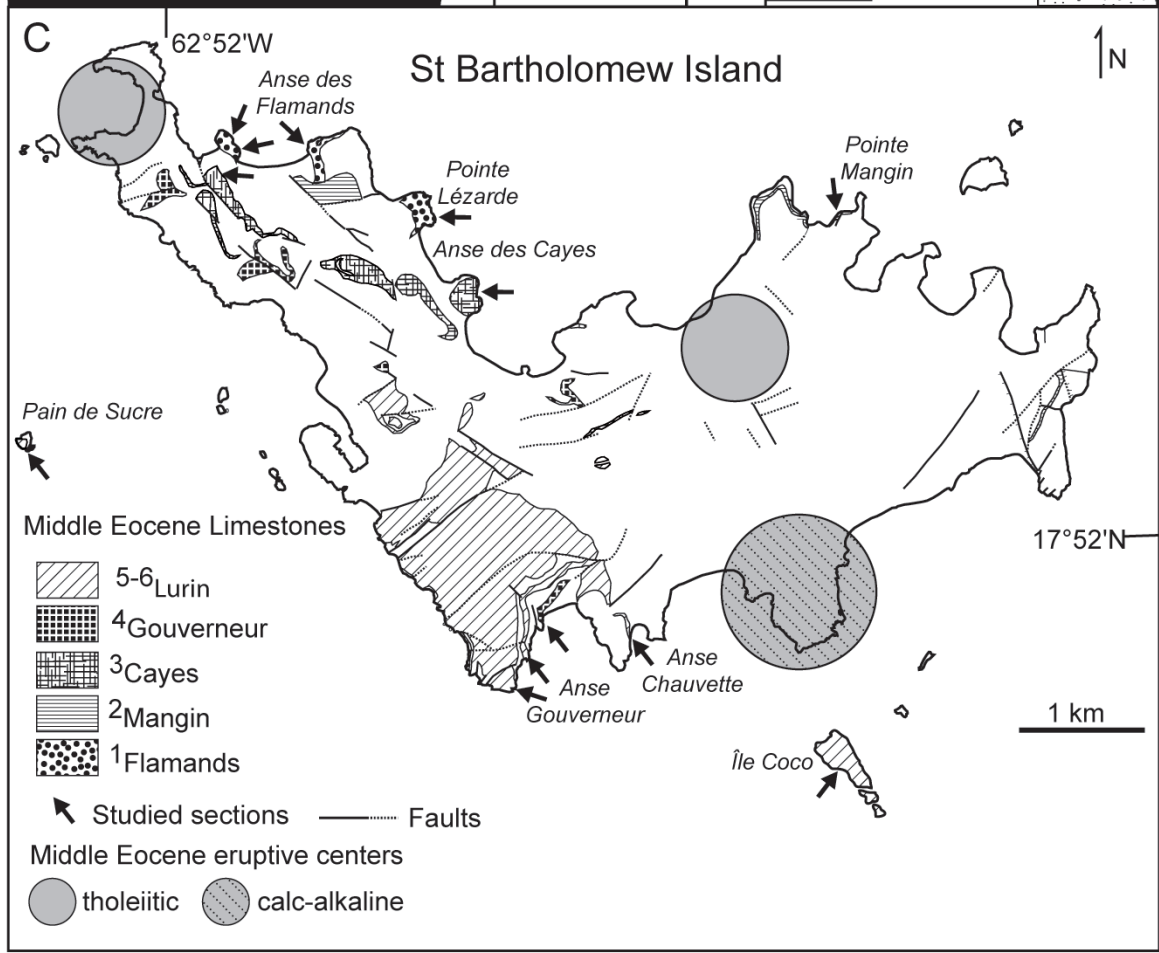 C
62°52'W
N
St Bartholomew Island
Anse des
Flamands
Pointe
Mangin
Pointe
Lézarde
Anse des Cayes
Pain de Sucre
Middle Eocene Limestones
17°52'N
5-6Lurin
4Gouverneur
3Cayes
2Mangin
1Flamands
Anse
Chauvette
Anse
Gouverneur
1 km
Île Coco
Studied sections
Faults
Middle Eocene eruptive centers
tholeiitic
calc-alkaline